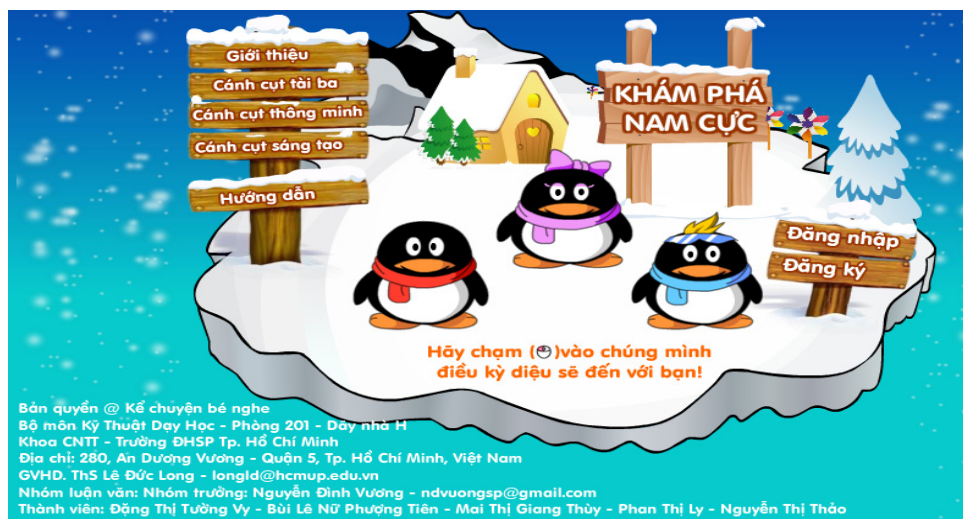 Giới thiệu
Cánh cụt tài ba
Cánh cụt thông minh
Cánh cụt sáng tạo
Hướng dẫn
KHÁM PHÁ
NAM CỰC
Đăng nhập
Đăng ký
Hãy chạm ( )vào chúng mình
điều kỳ diệu sẽ đến với bạn!
Bản quyền @ Kể chuyện bé nghe
Bộ môn Kỹ Thuật Dạy Học - Phòng 201 - Dãy nhà H
Khoa CNTT - Trường ĐHSP Tp. Hồ Chí Minh
Địa chỉ: 280, An Dương Vương - Quận 5, Tp. Hồ Chí Minh, Việt Nam
GVHD. ThS Lê Đức Long - longld@hcmup.edu.vn
Nhóm luận văn: Nhóm trưởng: Nguyễn Đình Vương - ndvuongsp@gmail.com
Thành viên: Đặng Thị Tường Vy - Bùi Lê Nữ Phượng Tiên - Mai Thị Giang Thùy - Phan Thị Ly - Nguyễn Thị Thảo